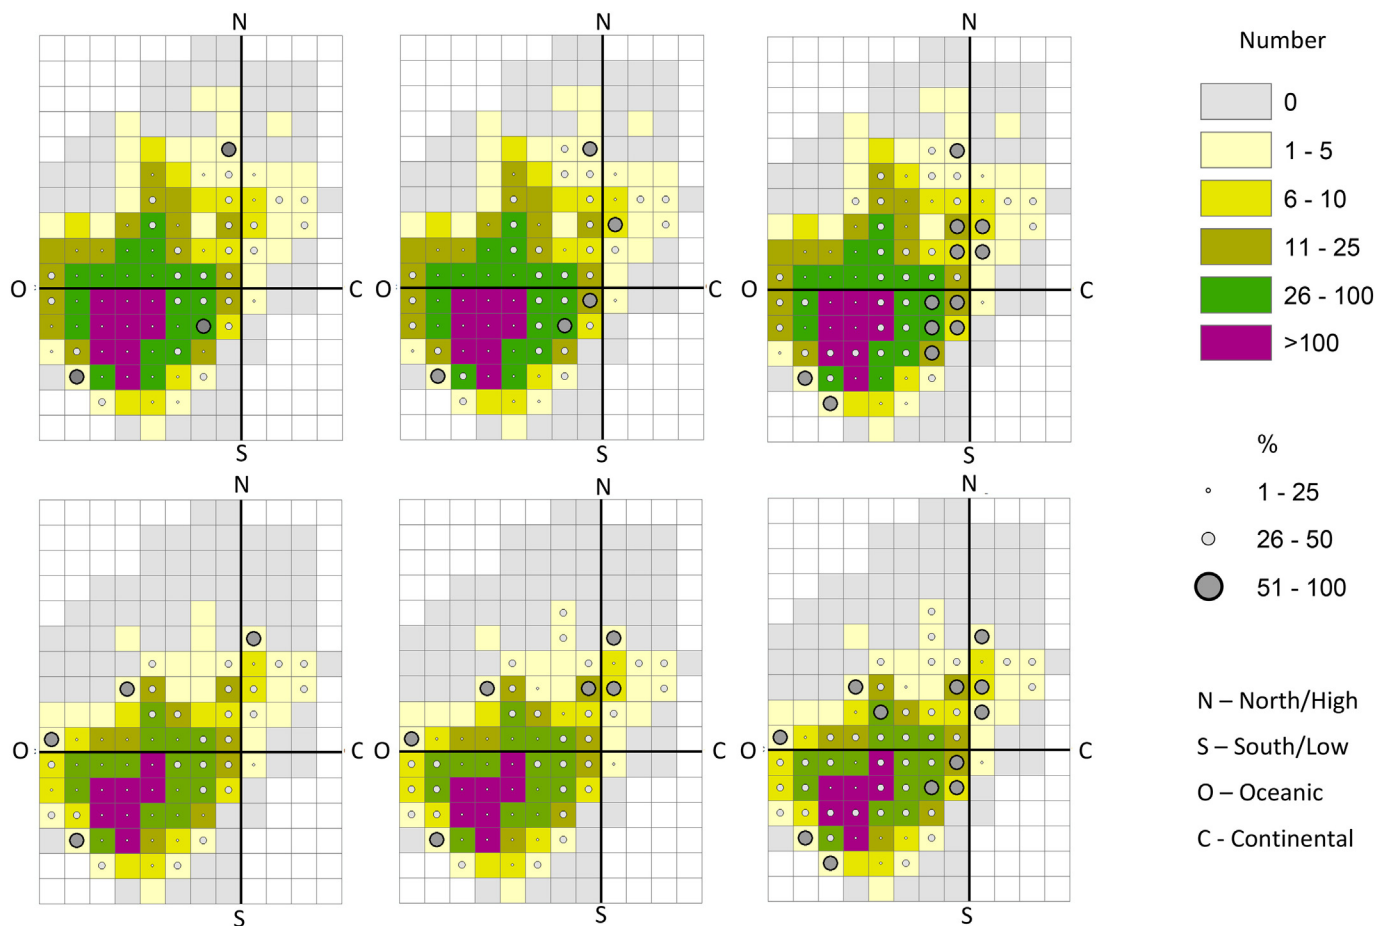 N N N
O C O C O C
S S S
N N N
O C O C O C
S S S
Number
0
1 - 5
6 - 10
11 - 25
26 - 100
>100
%
1 - 25
26 - 50
51 - 100
N – North/High
S – South/Low
O – Oceanic
C - Continental